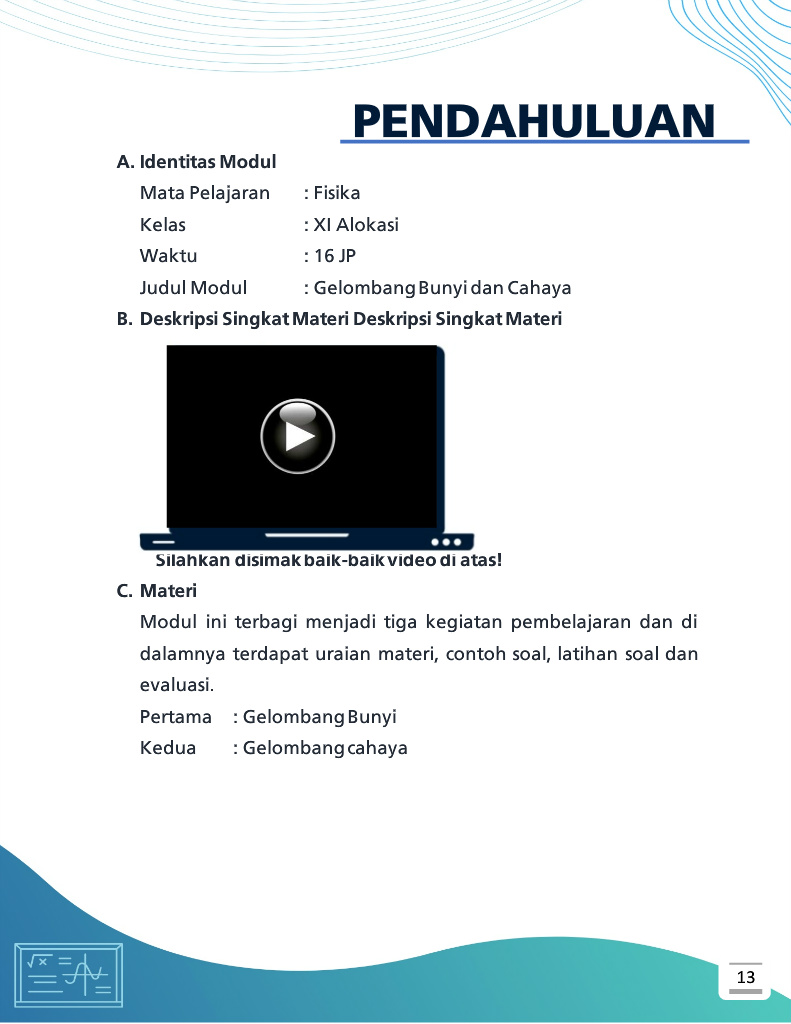 PENDAHULUAN
A. Identitas Modul
Mata Pelajaran : Fisika
Kelas : XI Alokasi
Waktu : 16 JP
Judul Modul : Gelombang Bunyi dan Cahaya
B. Deskripsi Singkat Materi Deskripsi Singkat Materi
Silahkan disimak baik-baik video di atas!
C. Materi
Modul ini terbagi menjadi tiga kegiatan pembelajaran dan di
dalamnya terdapat uraian materi, contoh soal, latihan soal dan
evaluasi.
Pertama : Gelombang Bunyi
Kedua : Gelombang cahaya
√x
13